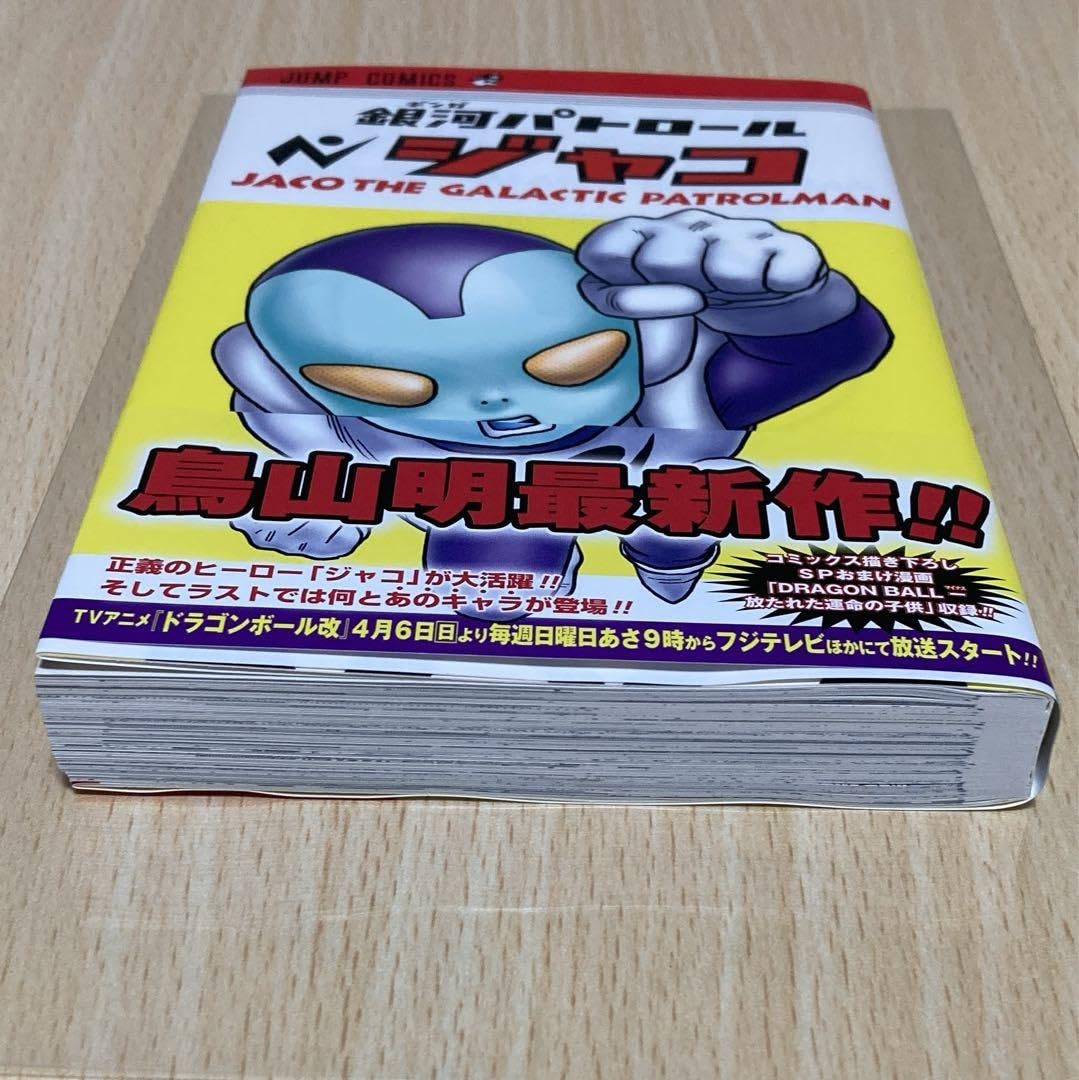 JUMP COMICS
ギンガ
銀河パトロール
ジャコ
JACO THE GALACTIC PATROLMAN
鳥山明最新作!!
正義のヒーロー「ジャコ」が大活躍!!
そしてラストでは何とあのキャラが登場!!
コミックス描き下ろし
SPおまけ漫画
「DRAGON BALL
放たれた運命の子供」収録!!
TVアニメ『ドラゴンボール改』4月6日日より毎週日曜日あさ9時からフジテレビほかにて放送スタート!!